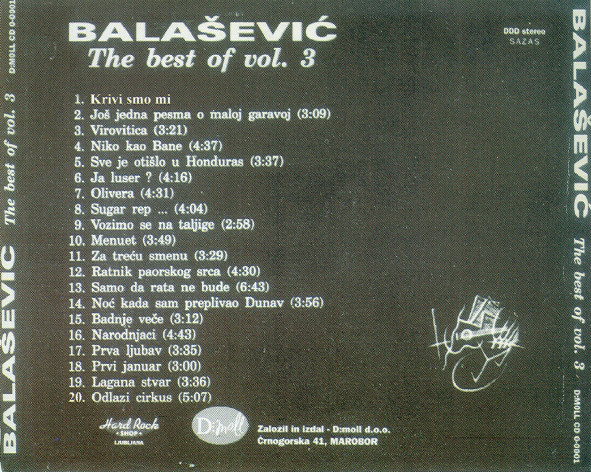 BALAŠEVIĆ
The best of vol. 3
DDD stereo
SAZAS
1. Krivi smo mi
2. Još jedna pesma o maloj garavoj (3:09)
3. Virovitica (3:21)
4. Niko kao Bane (4:37)
5. Sve je otišlo u Honduras (3:37)
6. Ja luser ? (4:16)
7. Olivera (4:31)
8. Sugar rep ... (4:04)
9. Vozimo se na taljige (2:58)
10. Menuet (3:49)
11. Za treću smenu (3:29)
12. Ratnik paorskog srca (4:30)
13. Samo da rata ne bude (6:43)
14. Noć kada sam preplivao Dunav (3:56)
15. Badnje veče (3:12)
16. Narodnjaci (4:43)
17. Prva ljubav (3:35)
18. Prvi januar (3:00)
19. Lagana stvar (3:36)
20. Odlazi cirkus (5:07)
Hard Rock
• SHOP •
LJUBLJANA
D:moll
Založil in izdal - D:moll d.o.o.
Črnogorska 41, MAROBOR
BALAŠEVIĆ The best of vol. 3 D:MOLL CD 0-0001
BALAŠEVIĆ The best of vol. 3 D:MOLL CD 0-0001